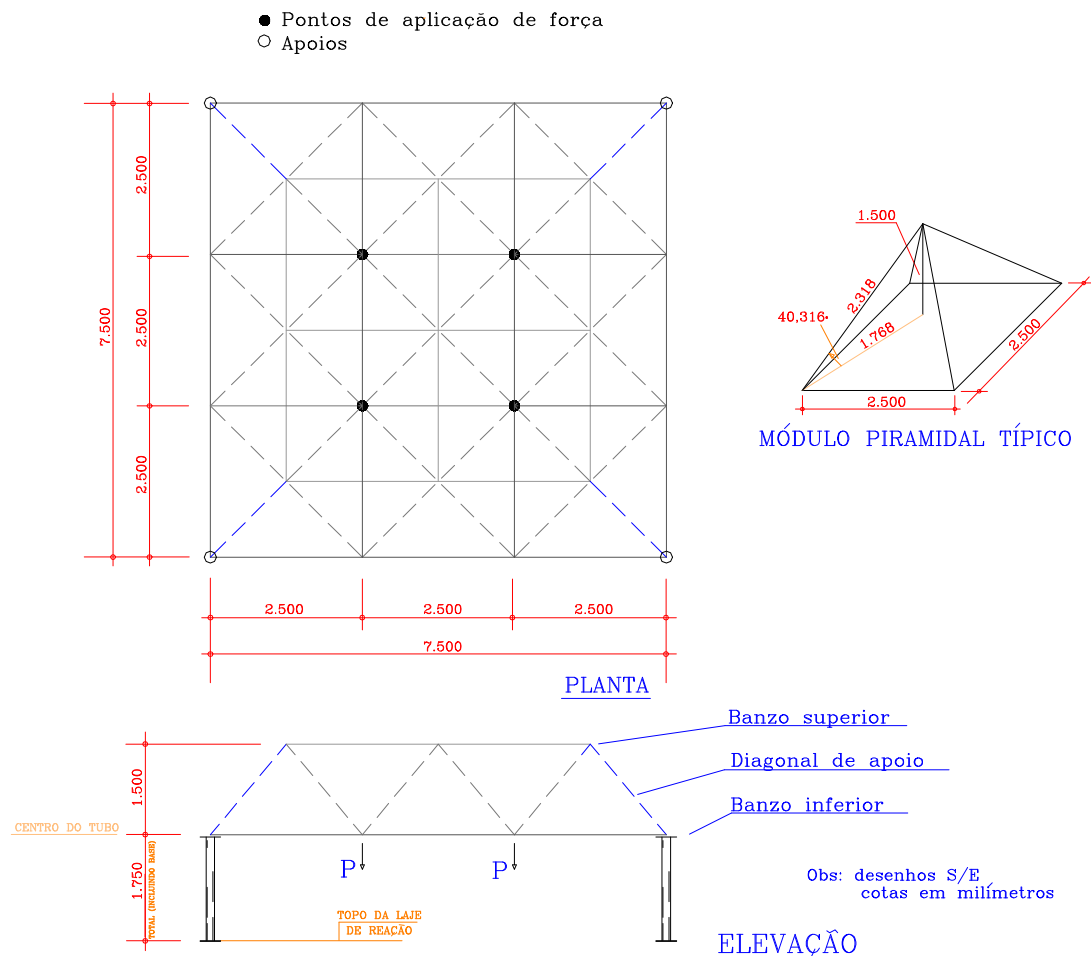 Pontos de aplicação de força
Apoios
2.500
7.500
2.500
2.500
2.500
2.500
2.500
7.500
PLANTA
1.500
2.318
40,316°
1.768
2.500
2.500
MÓDULO PIRAMIDAL TÍPICO
Banzo superior
Diagonal de apoio
Banzo inferior
1.500
CENTRO DO TUBO
1.750
TOTAL (INCLUINDO BASE)
P
P
TOPO DA LAJE
DE REAÇÃO
Obs: desenhos S/E
cotas em milímetros
ELEVAÇÃO